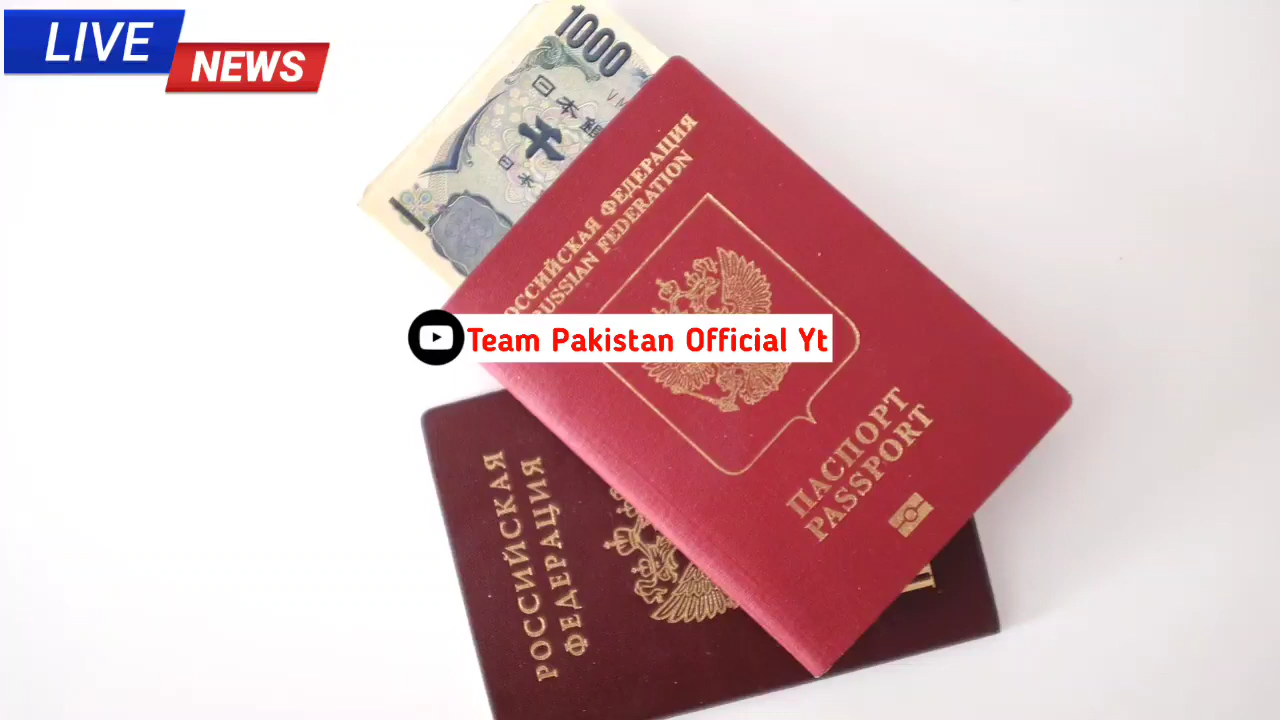 LIVE
NEWS
1000
日本銀
千
日本
РОССИЙСКАЯ ФЕДЕРАЦИЯ
RUSSIAN FEDERATION
Team Pakistan Official Yt
ПАСПОРТ
PASSPORT
РОССИЙСКАЯ
ФЕДЕРАЦИЯ